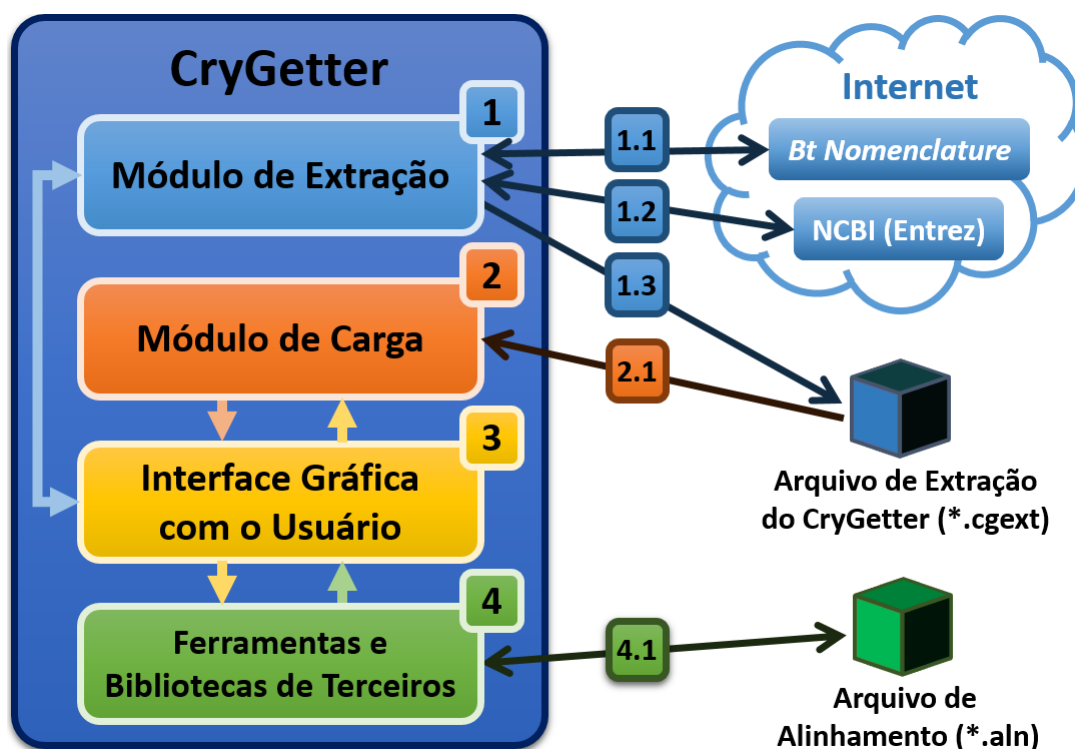 CryGetter
1
Módulo de Extração
2
Módulo de Carga
3
Interface Gráfica
com o Usuário
4
Ferramentas e
Bibliotecas de Terceiros
1.1
1.2
1.3
2.1
4.1
Internet
Bt Nomenclature
NCBI (Entrez)
Arquivo de Extração
do CryGetter (*.cgext)
Arquivo de
Alinhamento (*.aln)